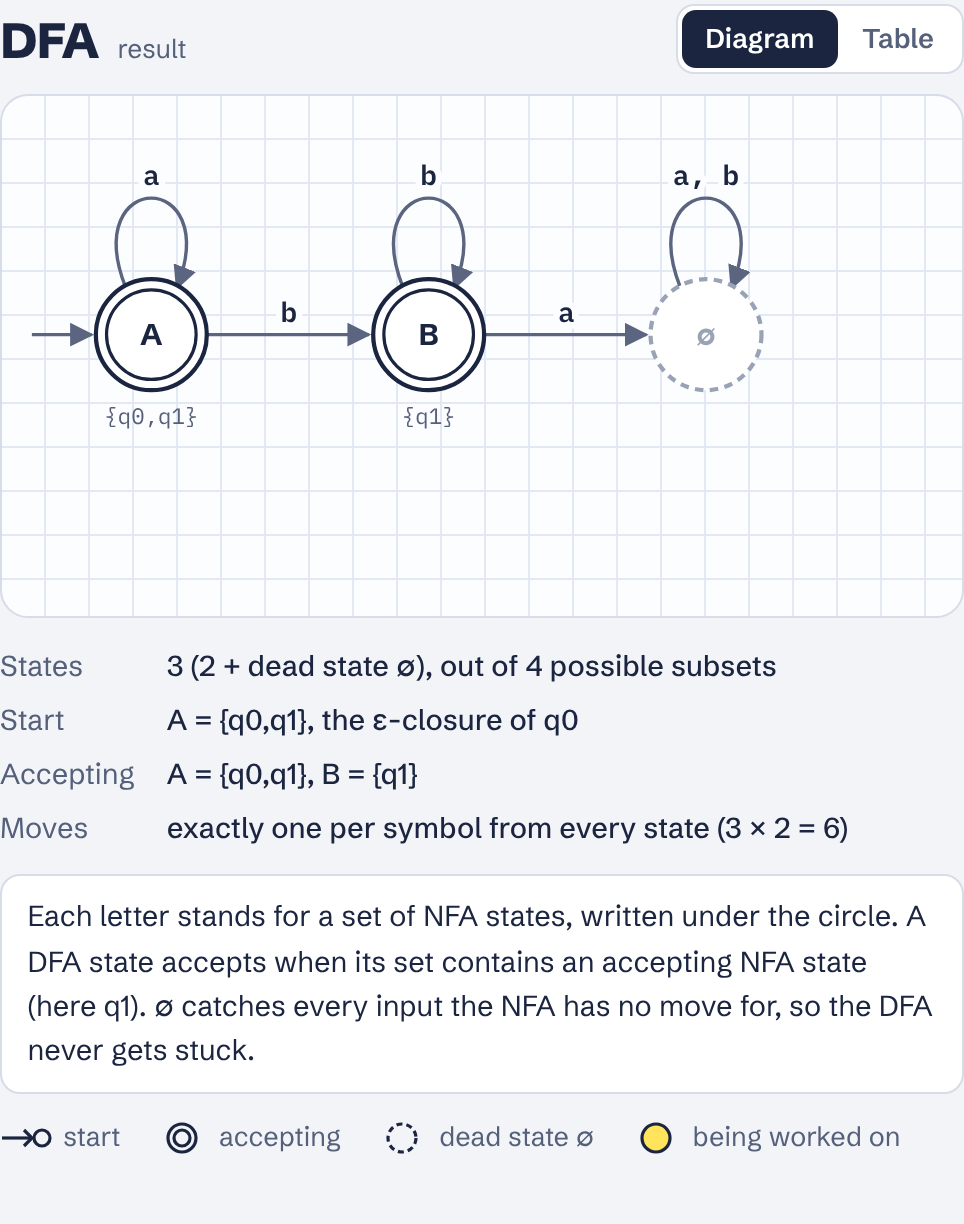 DFA result
Diagram Table
a b a, b
A b B a ø
{q0,q1} {q1}
States 3 (2 + dead state ø), out of 4 possible subsets
Start A = {q0,q1}, the ε-closure of q0
Accepting A = {q0,q1}, B = {q1}
Moves exactly one per symbol from every state (3 × 2 = 6)
Each letter stands for a set of NFA states, written under the circle. A
DFA state accepts when its set contains an accepting NFA state
(here q1). ø catches every input the NFA has no move for, so the DFA
never gets stuck.
start accepting dead state ø being worked on